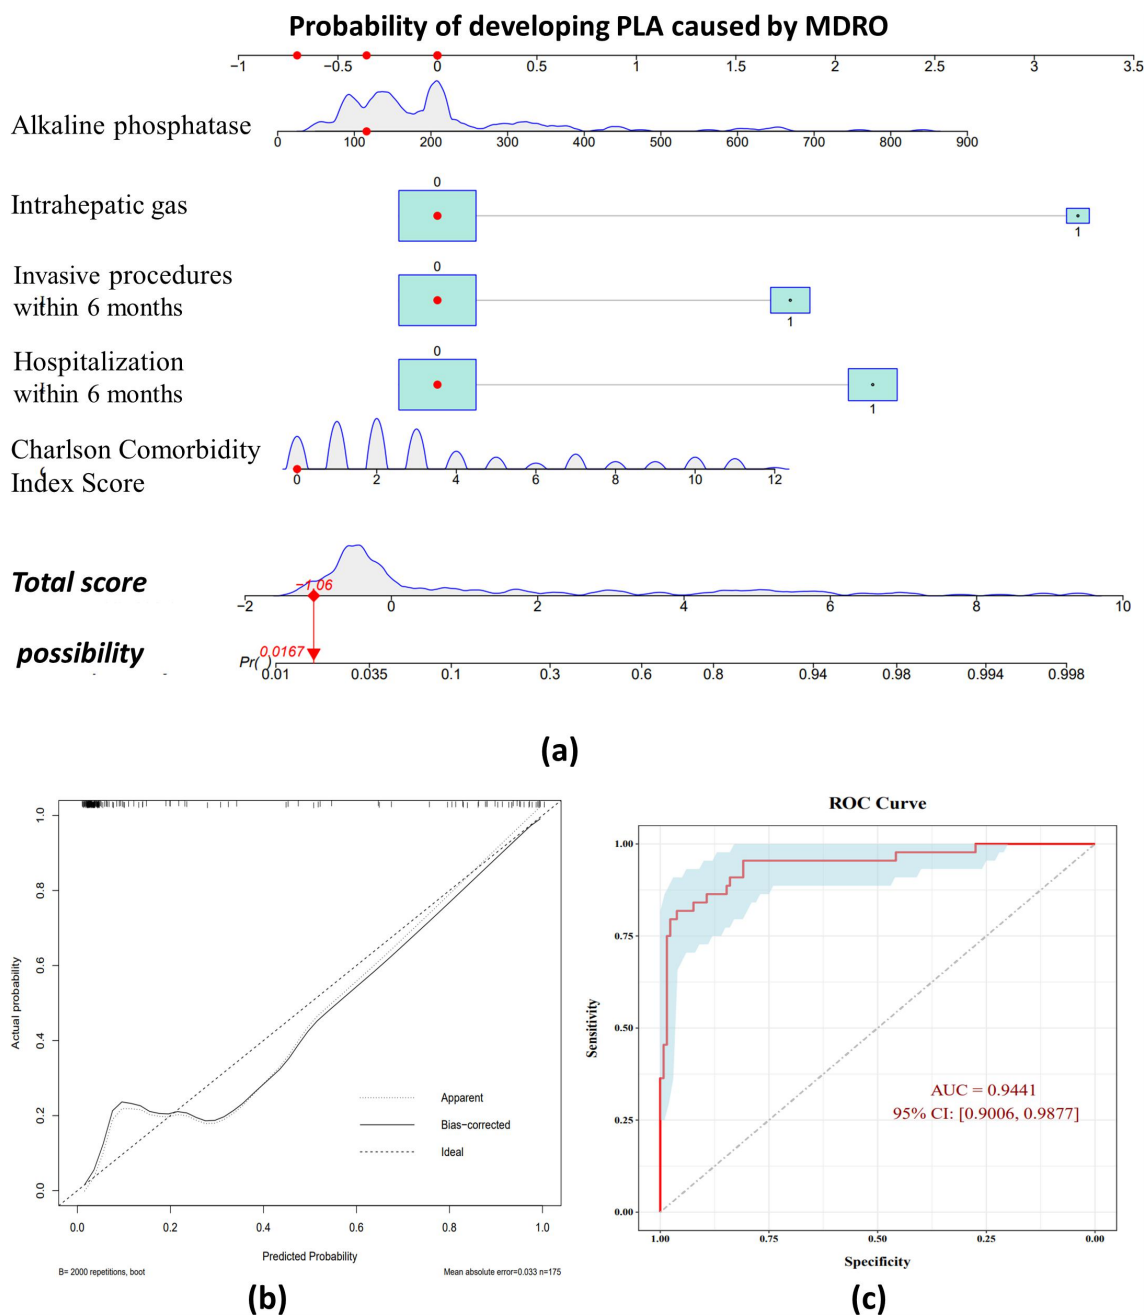 Probability of developing PLA caused by MDRO
−1 −0.5 0 0.5 1 1.5 2 2.5 3 3.5
Alkaline phosphatase
0 100 200 300 400 500 600 700 800 900
0
Intrahepatic gas
1
0
Invasive procedures
within 6 months
1
0
Hospitalization
within 6 months
1
Charlson Comorbidity
Index Score
0 2 4 6 8 10 12
Total score
−1.06
−2 0 2 4 6 8 10
possibility
Pr( )
0.0167
0.01 0.035 0.1 0.3 0.6 0.8 0.94 0.98 0.994 0.998
(a)
1.0
0.8
0.6
0.4
0.2
0.0
Actual probability
Apparent
Bias−corrected
Ideal
0.0 0.2 0.4 0.6 0.8 1.0
Predicted Probability
B= 2000 repetitions, boot
Mean absolute error=0.033 n=175
(b)
ROC Curve
1.00
0.75
0.50
0.25
0.00
Sensitivity
AUC = 0.9441
95% CI: [0.9006, 0.9877]
1.00 0.75 0.50 0.25 0.00
Specificity
(c)